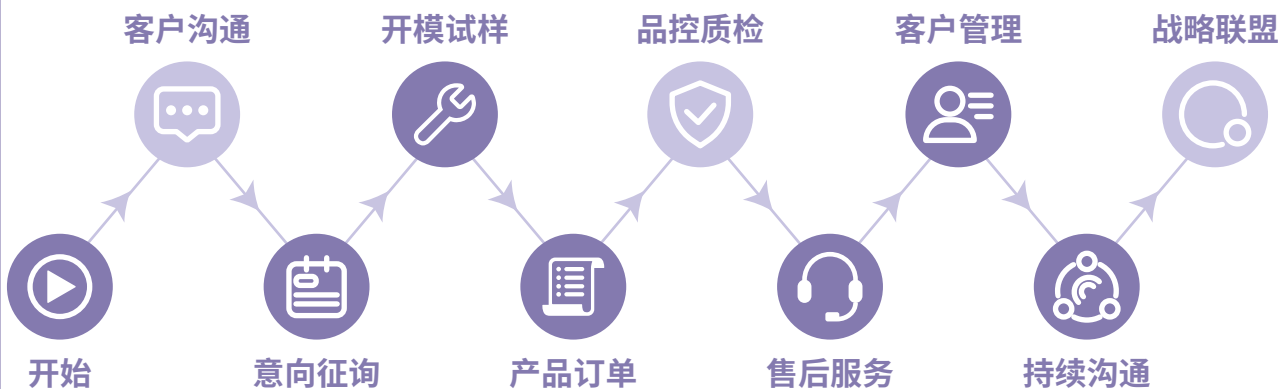 客户沟通
开模试样
品控质检
客户管理
战略联盟
开始
意向征询
产品订单
售后服务
持续沟通